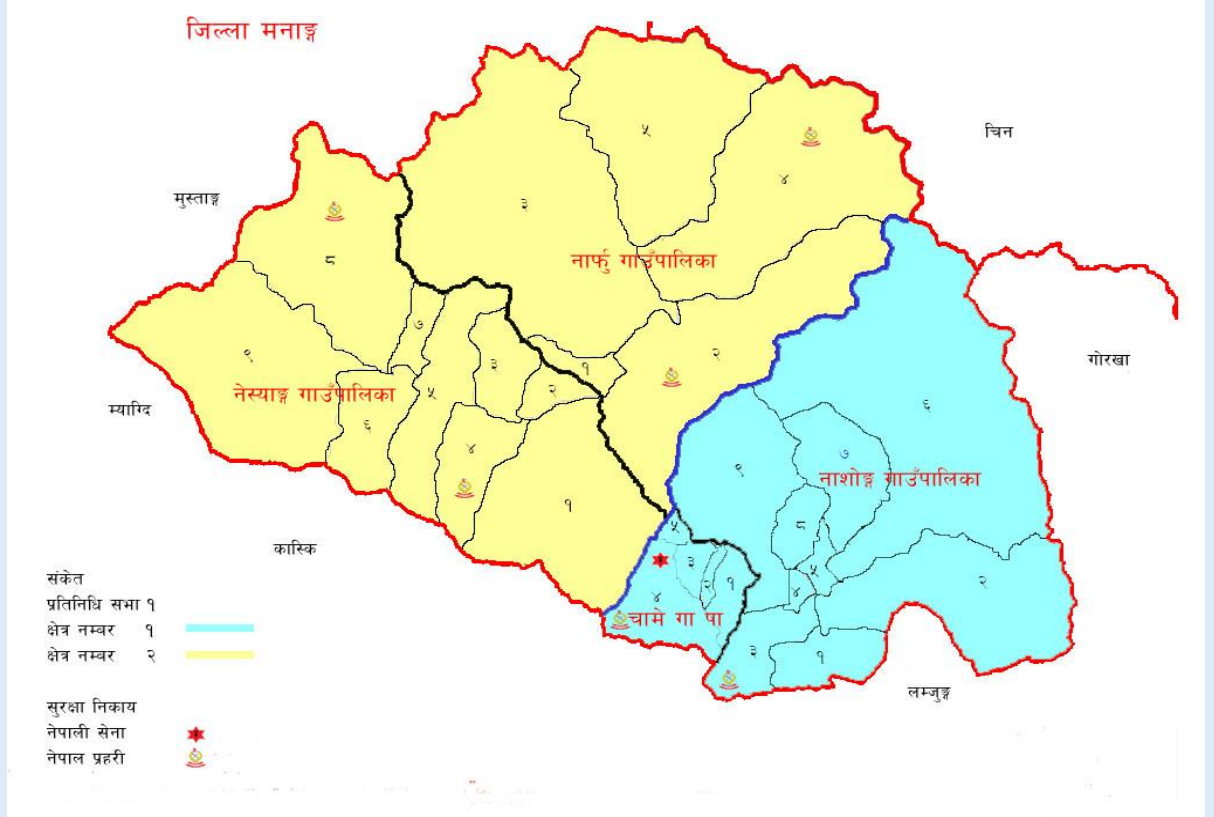 जिल्ला मनाङ्ग
चिन
मुस्ताङ्ग
५
४
३
नार्फु गाउँपालिका
८
७
२
३
१
९
नेस्याङ्ग गाउँपालिका
५
२
म्याग्दि
६
४
१
गोरखा
६
७
९
नाशोङ्ग गाउँपालिका
८
५
४
२
३
१
कास्कि
५
३
२
१
४
चामे गा पा
लम्जुङ्ग
संकेत
प्रतिनिधि सभा १
क्षेत्र नम्बर १
क्षेत्र नम्बर २
सुरक्षा निकाय
नेपाली सेना
नेपाल प्रहरी